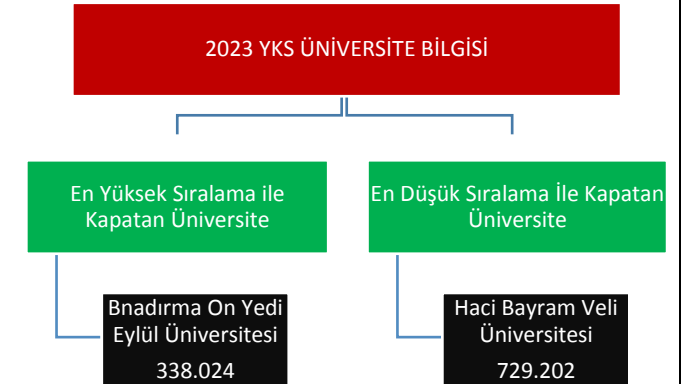 2023 YKS ÜNİVERSİTE BİLGİSİ
En Yüksek Sıralama ile
Kapatan Üniversite
En Düşük Sıralama İle Kapatan
Üniversite
Bnadırma On Yedi
Eylül Üniversitesi
338.024
Haci Bayram Veli
Üniversitesi
729.202